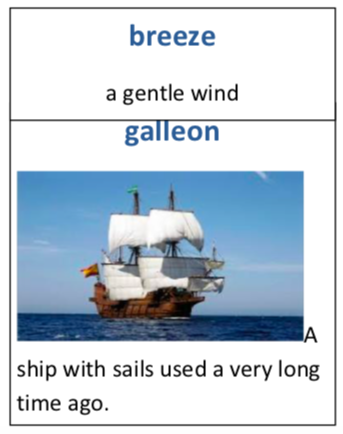 breeze
a gentle wind
galleon
A
ship with sails used a very long
time ago.